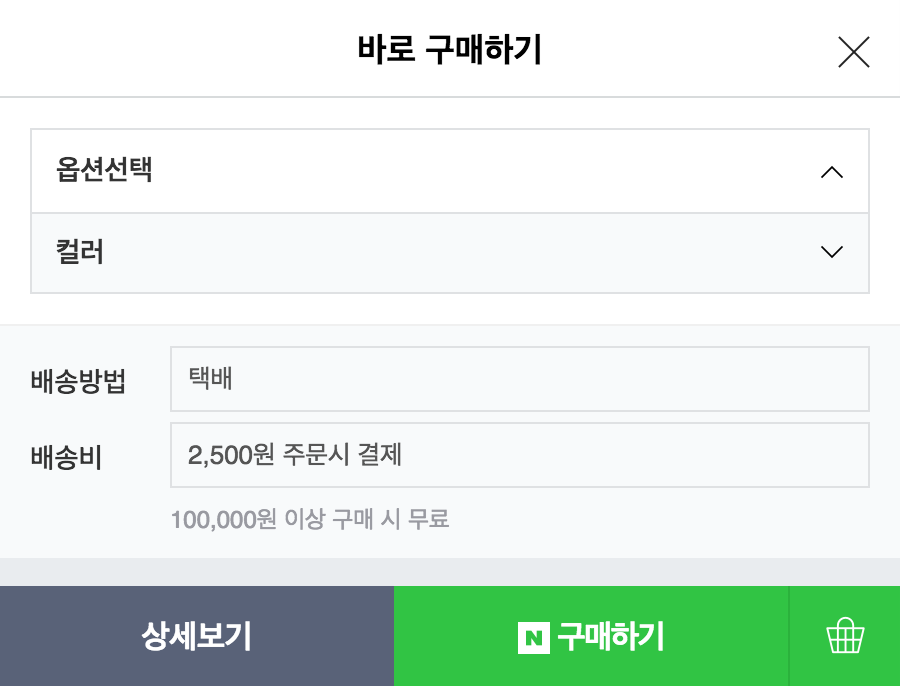 바로 구매하기
옵션선택
컬러
배송방법 택배
배송비 2,500원 주문시 결제
100,000원 이상 구매 시 무료
상세보기 N 구매하기